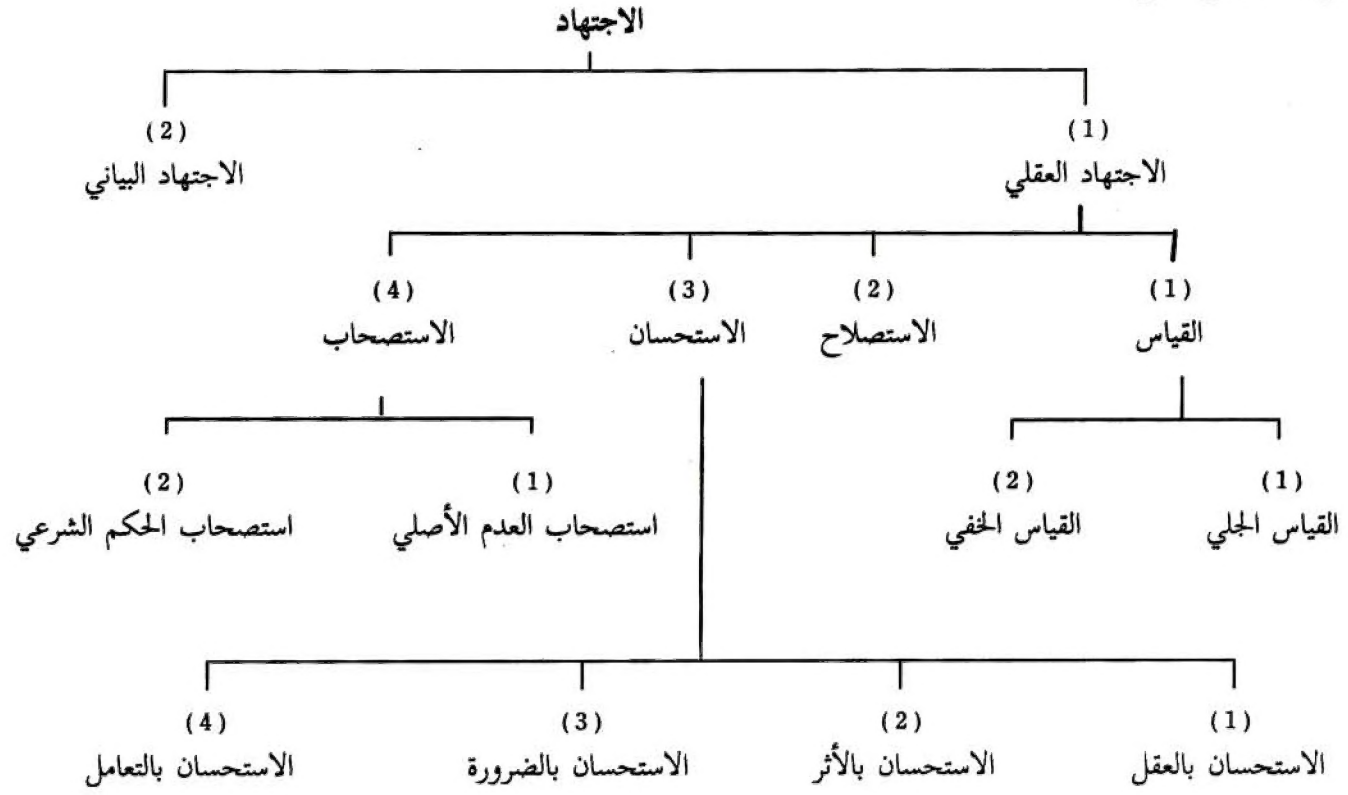 الاجتهاد
(1) (2)
الاجتهاد العقلي الاجتهاد البياني
(1) (2) (3) (4)
القياس الاستصلاح الاستحسان الاستصحاب
(1) (2) (1) (2)
القياس الجلي القياس الخفي استصحاب العدم الأصلي استصحاب الحكم الشرعي
(1) (2) (3) (4)
الاستحسان بالعقل الاستحسان بالأثر الاستحسان بالضرورة الاستحسان بالتعامل